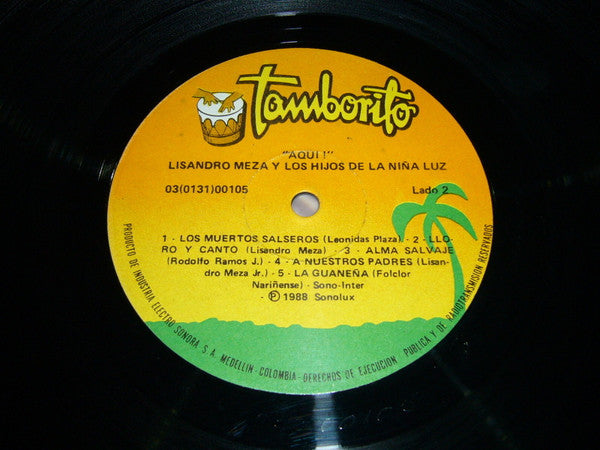 Tamborito
"AQUI !"
LISANDRO MEZA Y LOS HIJOS DE LA NIÑA LUZ
03(0131)00105 Lado 2
1 - LOS MUERTOS SALSEROS (Leonidas Plaza) - 2 - LLO-
RO Y CANTO (Lisandro Meza) - 3 - ALMA SALVAJE
(Rodolfo Ramos J.) - 4 - A NUESTROS PADRES (Lisan-
dro Meza Jr.) - 5 - LA GUANEÑA (Folclor
Nariñense) - Sono-Inter
- Ⓟ 1988 Sonolux
PRODUCTO DE INDUSTRIA ELECTRO SONORA, S.A. MEDELLIN - COLOMBIA - DERECHOS DE EJECUCION, PUBLICA Y DE RADIOTRANSMISION RESERVADOS